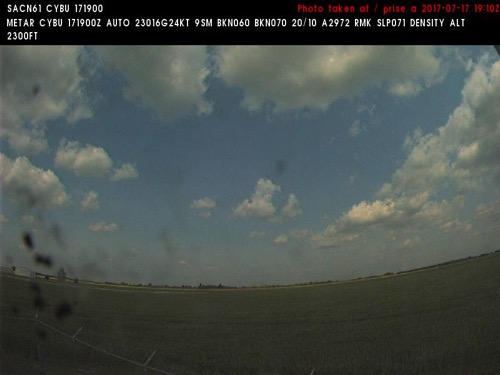 SACN61 CYBU 171900
Photo taken at / prise a 2017-07-17 19:10Z
METAR CYBU 171900Z AUTO 23016G24KT 9SM BKN060 BKN070 20/10 A2972 RMK SLP071 DENSITY ALT
2300FT